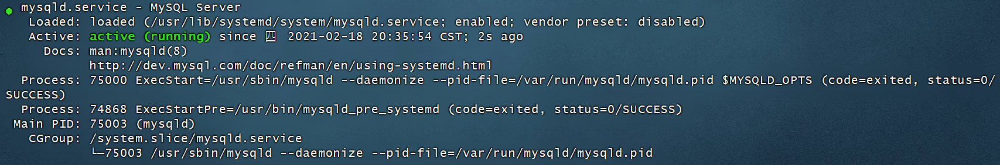 ● mysqld.service - MySQL Server
Loaded: loaded (/usr/lib/systemd/system/mysqld.service; enabled; vendor preset: disabled)
Active: active (running) since 四 2021-02-18 20:35:54 CST; 2s ago
Docs: man:mysqld(8)
http://dev.mysql.com/doc/refman/en/using-systemd.html
Process: 75000 ExecStart=/usr/sbin/mysqld --daemonize --pid-file=/var/run/mysqld/mysqld.pid $MYSQLD_OPTS (code=exited, status=0/
SUCCESS)
Process: 74868 ExecStartPre=/usr/bin/mysqld_pre_systemd (code=exited, status=0/SUCCESS)
Main PID: 75003 (mysqld)
CGroup: /system.slice/mysqld.service
└─75003 /usr/sbin/mysqld --daemonize --pid-file=/var/run/mysqld/mysqld.pid